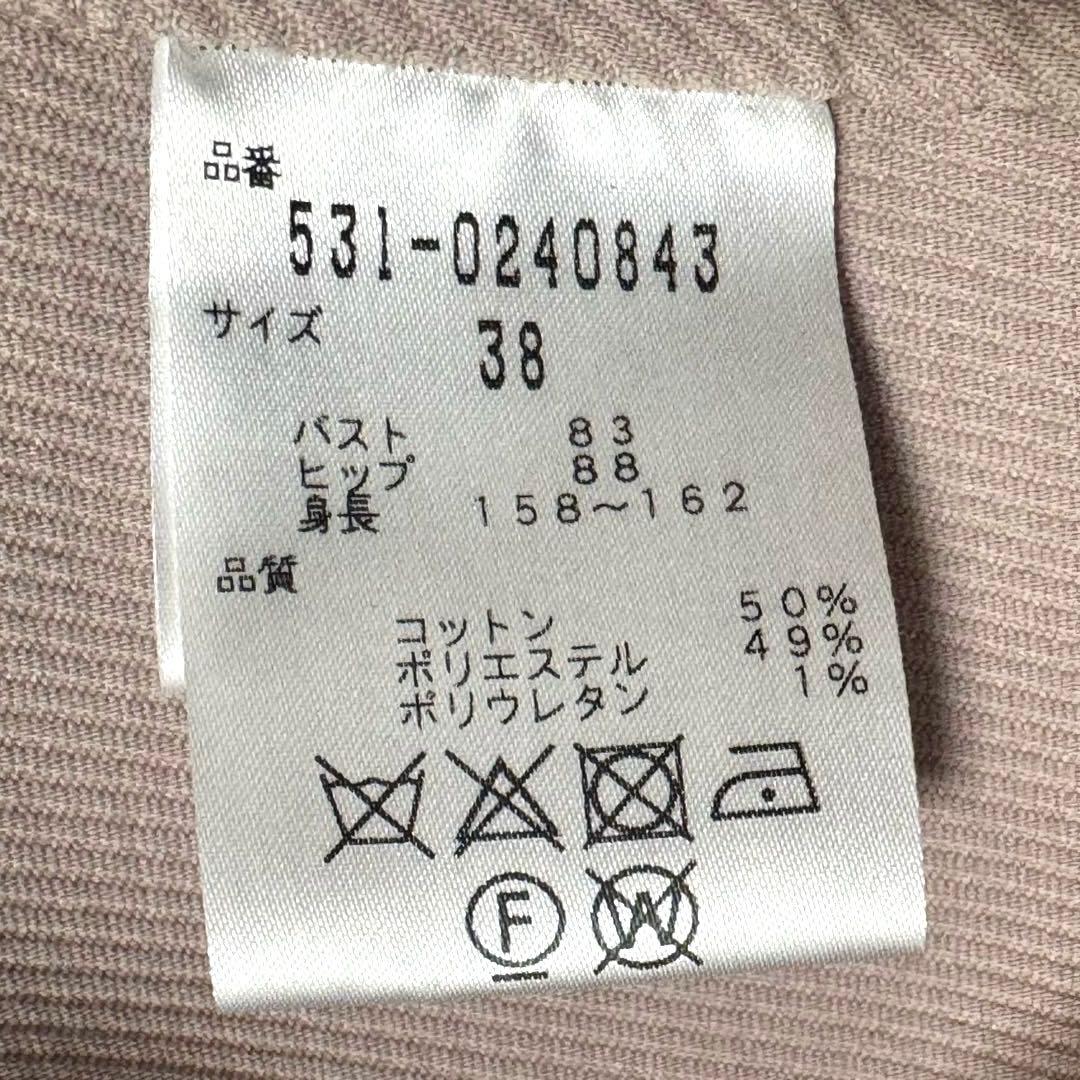 品番
531-0240843
サイズ 38
バスト 83
ヒップ 88
身長 158～162
品質
コットン 50%
ポリエステル 49%
ポリウレタン 1%
F A